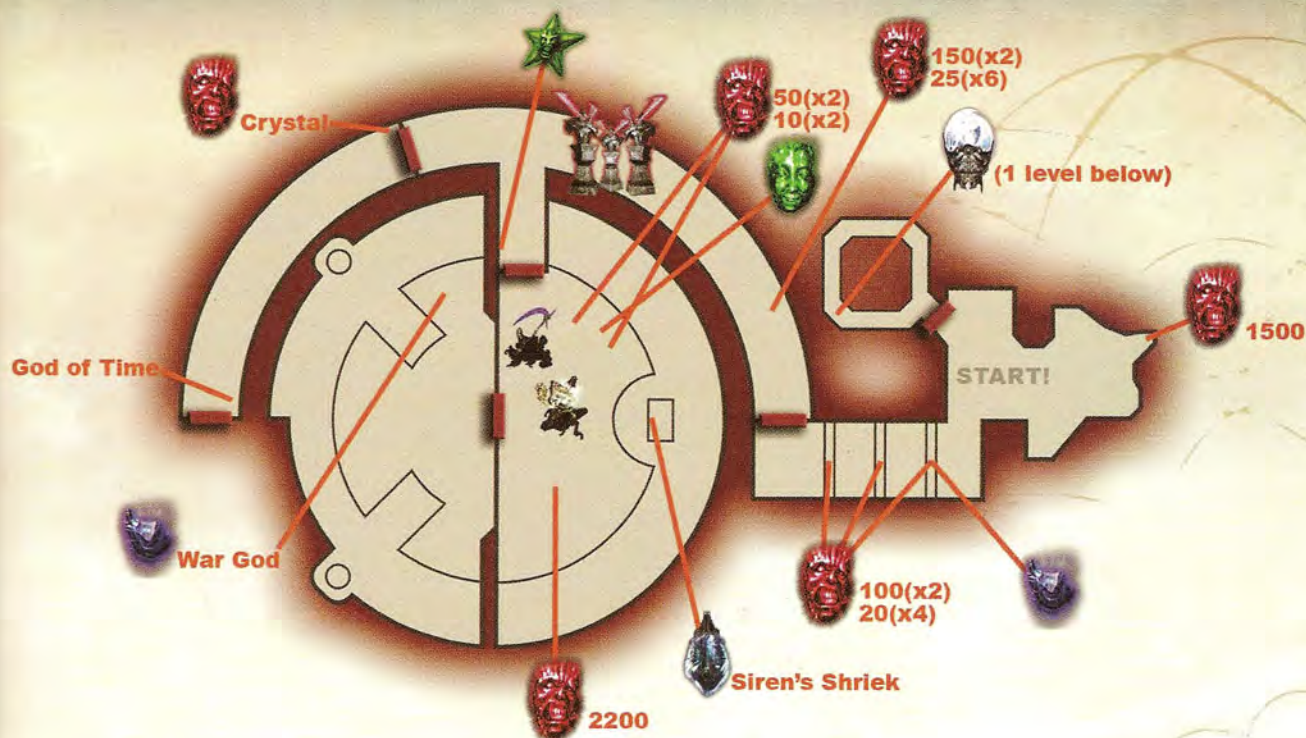 150(x2)
25(x6)
50(x2)
10(x2)
Crystal
(1 level below)
1500
START!
God of Time
War God
100(x2)
20(x4)
Siren's Shriek
2200